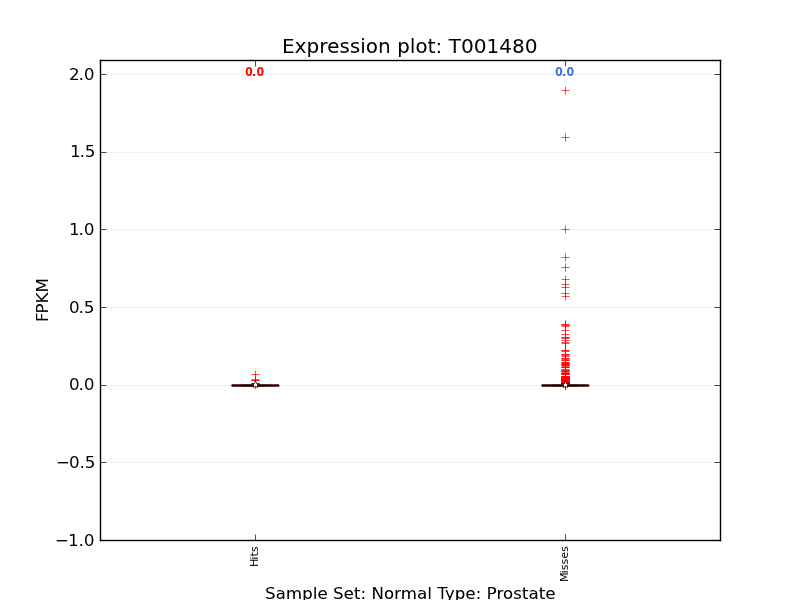 Expression plot: T001480
0.0 0.0
2.0
1.5
1.0
0.5
0.0
−0.5
−1.0
FPKM
Hits
Misses
Sample Set: Normal Type: Prostate